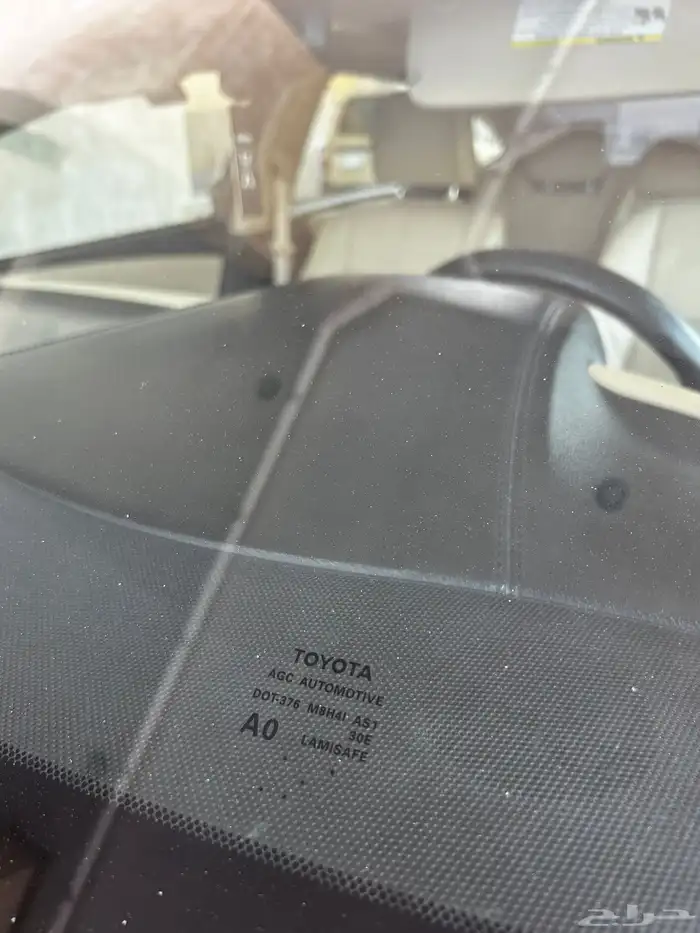 TOYOTA
AGC AUTOMOTIVE
DOT-376 M8H4I AS1
30E
A0
LAMISAFE
حراج